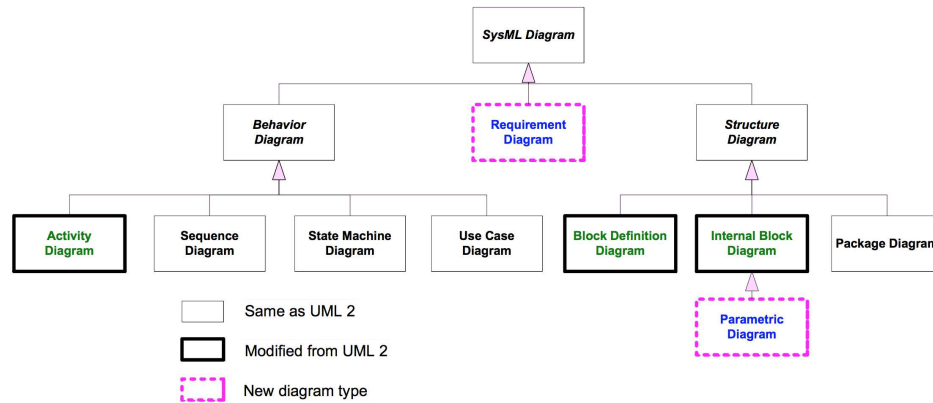 SysML Diagram
Behavior
Diagram
Requirement
Diagram
Structure
Diagram
Activity
Diagram
Sequence
Diagram
State Machine
Diagram
Use Case
Diagram
Block Definition
Diagram
Internal Block
Diagram
Package Diagram
Parametric
Diagram
Same as UML 2
Modified from UML 2
New diagram type